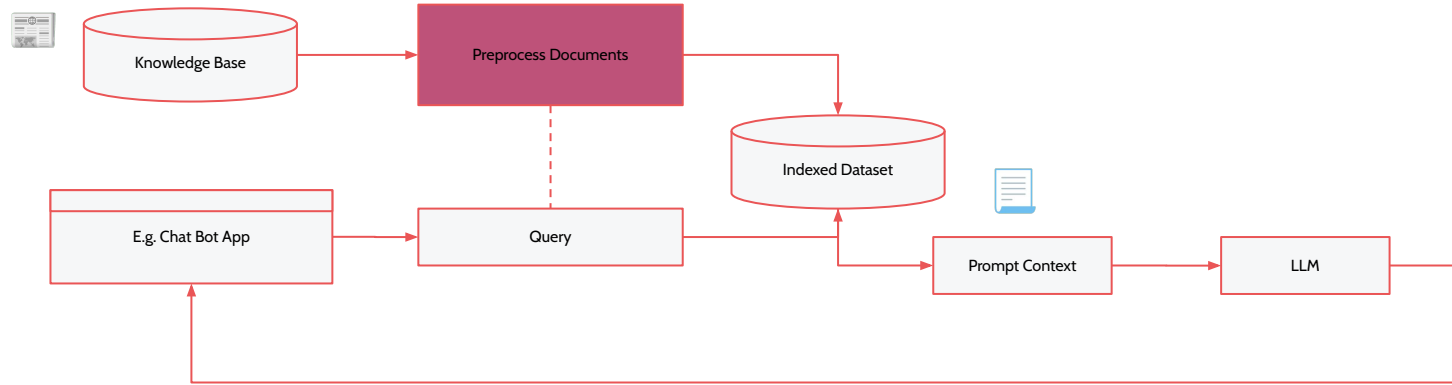 Knowledge Base
Preprocess Documents
Indexed Dataset
E.g. Chat Bot App
Query
Prompt Context
LLM